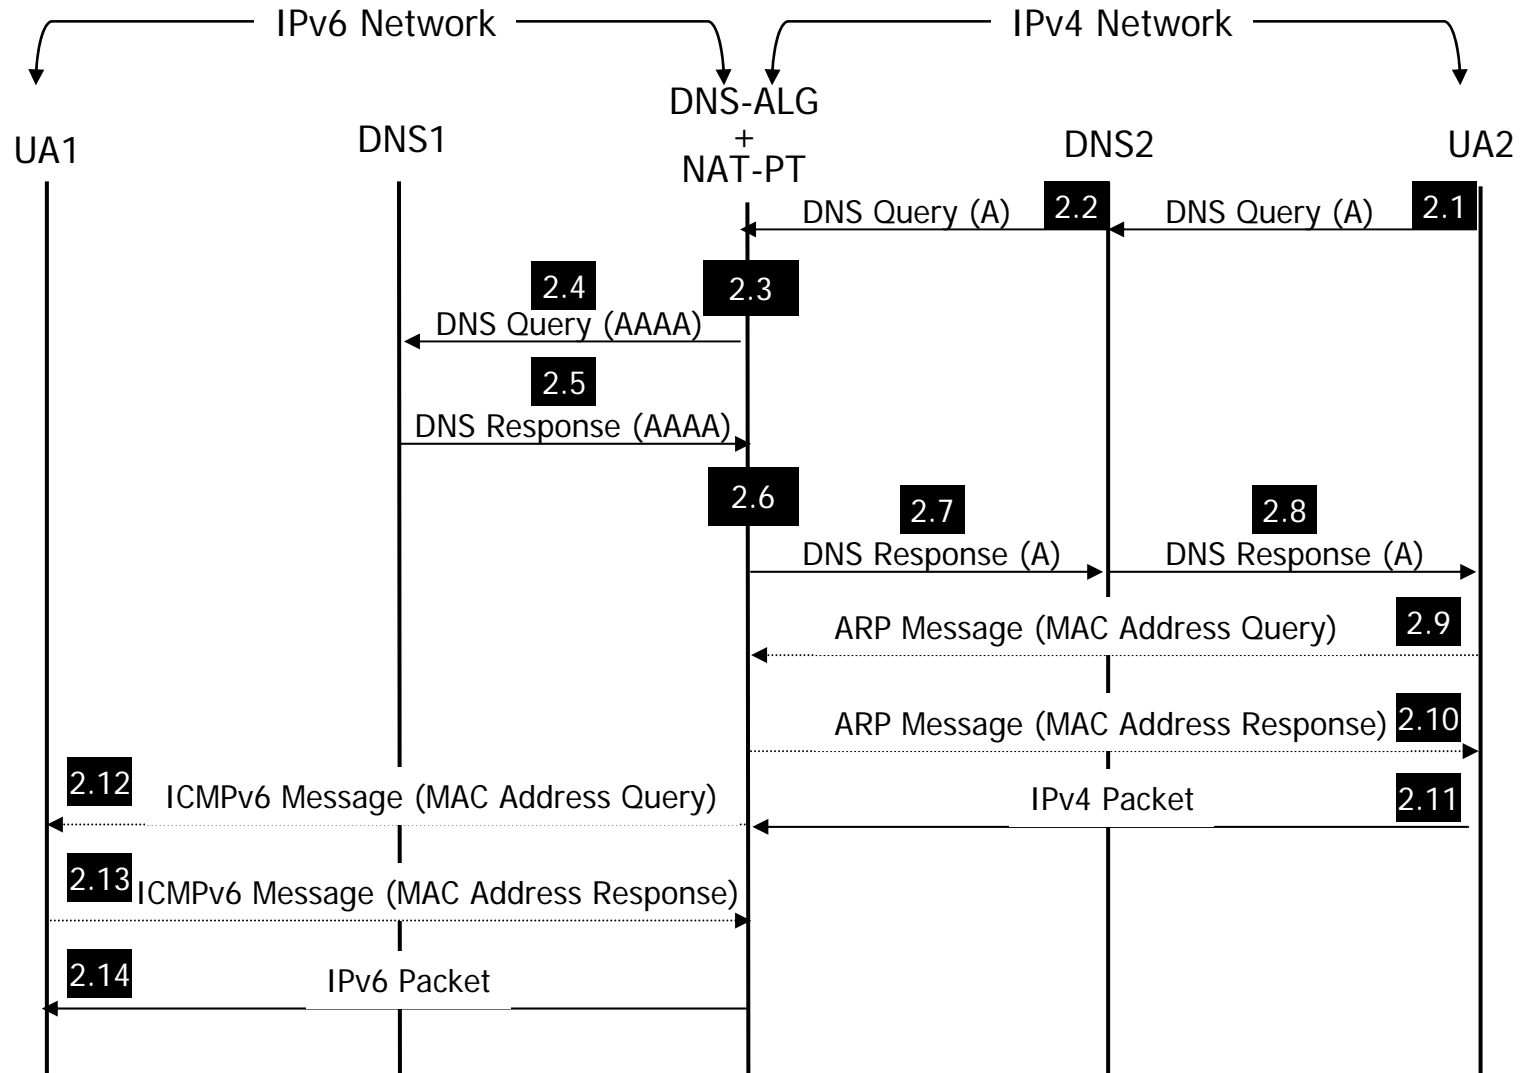 IPv6 Network
IPv4 Network
UA1
DNS1
DNS-ALG
+
NAT-PT
DNS2
UA2
DNS Query (A)
2.2
DNS Query (A)
2.1
2.4
2.3
DNS Query (AAAA)
2.5
DNS Response (AAAA)
2.6
2.7
2.8
DNS Response (A)
DNS Response (A)
ARP Message (MAC Address Query)
2.9
ARP Message (MAC Address Response)
2.10
2.12
ICMPv6 Message (MAC Address Query)
IPv4 Packet
2.11
2.13
ICMPv6 Message (MAC Address Response)
2.14
IPv6 Packet